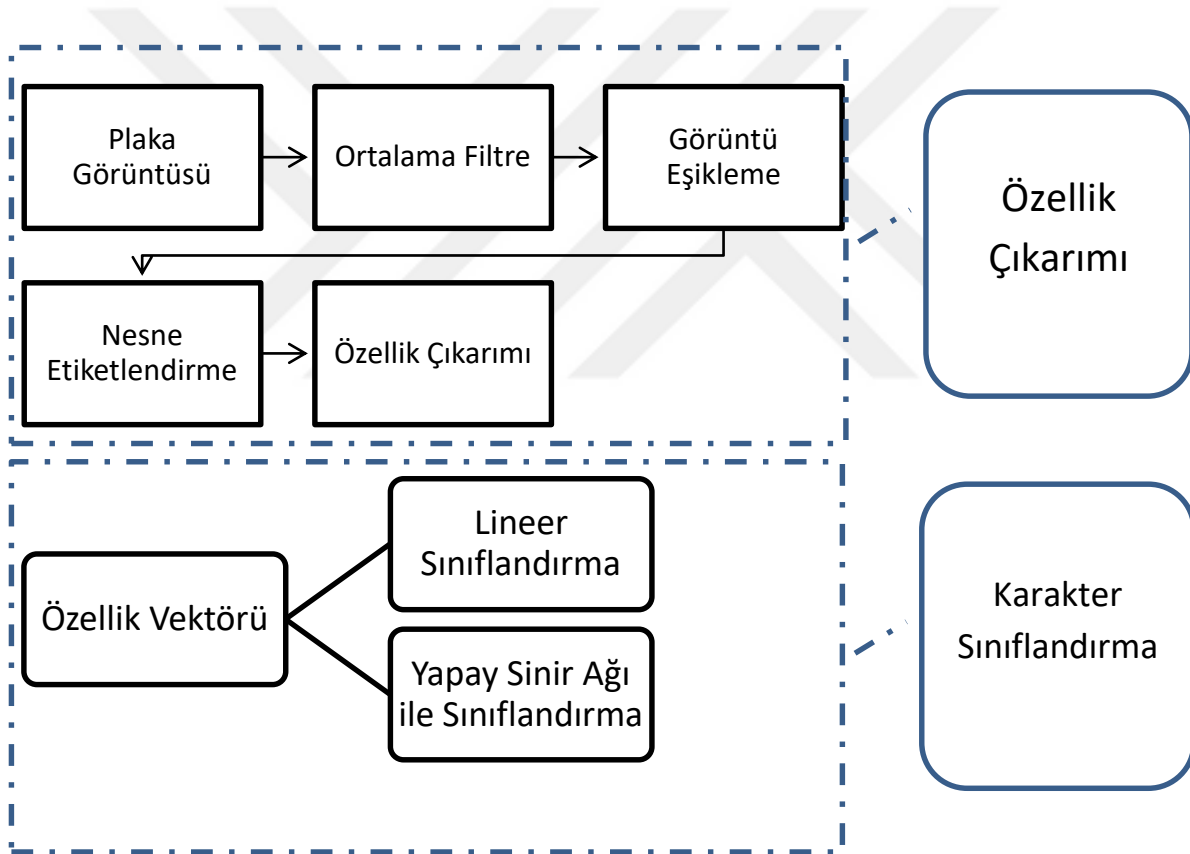 Plaka
Görüntüsü
Ortalama Filtre
Görüntü
Eşikleme
Nesne
Etiketlendirme
Özellik Çıkarımı
Özellik
Çıkarımı
Özellik Vektörü
Lineer
Sınıflandırma
Yapay Sinir Ağı
ile Sınıflandırma
Karakter
Sınıflandırma